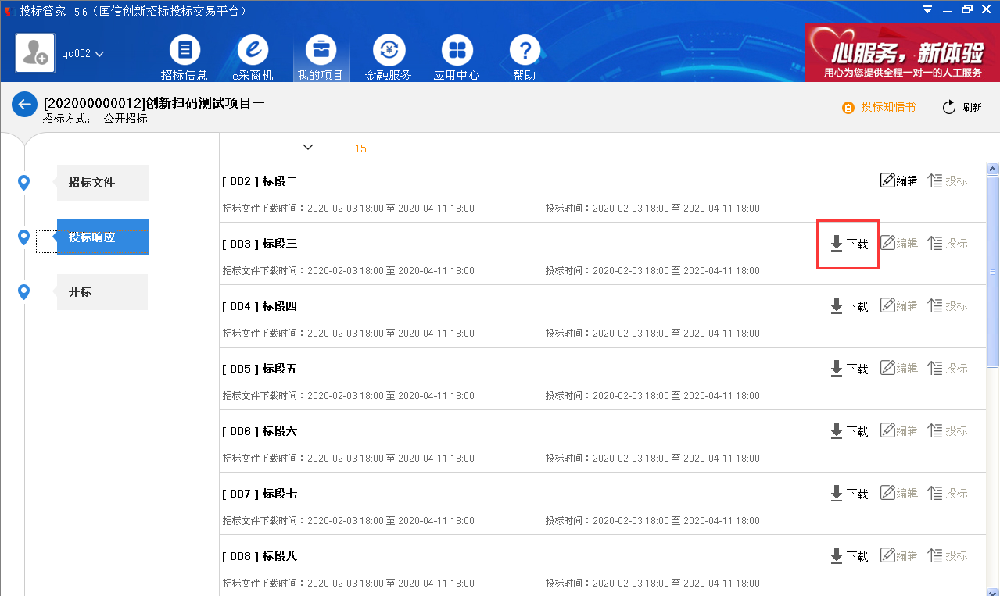 投标管家 - 5.6（国信创新招标投标交易平台）
qq002
招标信息
e采商机
我的项目
金融服务
应用中心
帮助
心服务，新体验
用心为您提供全程一对一的人工服务
[202000000012]创新扫码测试项目一
招标方式： 公开招标
投标知情书
刷新
招标文件
投标响应
开标
15
[ 002 ] 标段二
编辑 投标
招标文件下载时间：2020-02-03 18:00 至 2020-04-11 18:00 投标时间：2020-02-03 18:00 至 2020-04-11 18:00
[ 003 ] 标段三
下载 编辑 投标
招标文件下载时间：2020-02-03 18:00 至 2020-04-11 18:00 投标时间：2020-02-03 18:00 至 2020-04-11 18:00
[ 004 ] 标段四
下载 编辑 投标
招标文件下载时间：2020-02-03 18:00 至 2020-04-11 18:00 投标时间：2020-02-03 18:00 至 2020-04-11 18:00
[ 005 ] 标段五
下载 编辑 投标
招标文件下载时间：2020-02-03 18:00 至 2020-04-11 18:00 投标时间：2020-02-03 18:00 至 2020-04-11 18:00
[ 006 ] 标段六
下载 编辑 投标
招标文件下载时间：2020-02-03 18:00 至 2020-04-11 18:00 投标时间：2020-02-03 18:00 至 2020-04-11 18:00
[ 007 ] 标段七
下载 编辑 投标
招标文件下载时间：2020-02-03 18:00 至 2020-04-11 18:00 投标时间：2020-02-03 18:00 至 2020-04-11 18:00
[ 008 ] 标段八
下载 编辑 投标
招标文件下载时间：2020-02-03 18:00 至 2020-04-11 18:00 投标时间：2020-02-03 18:00 至 2020-04-11 18:00